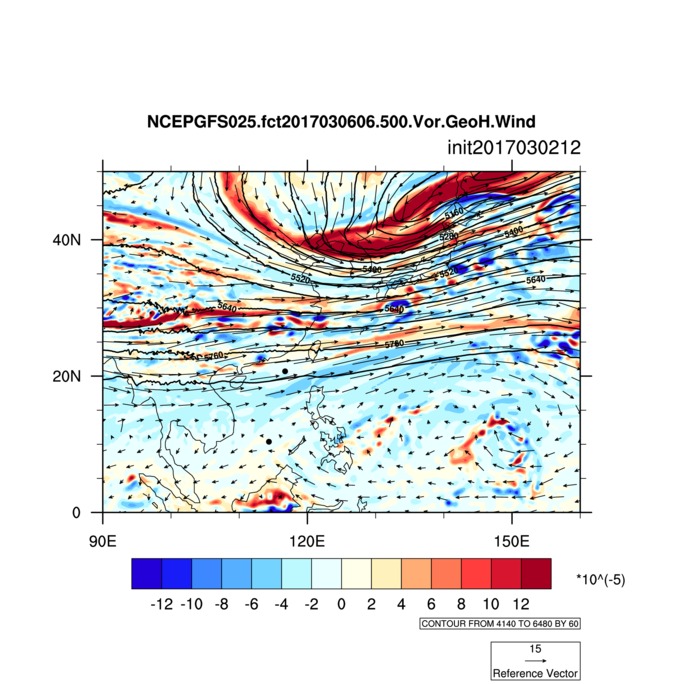 NCEPGFS025.fct2017030606.500.Vor.GeoH.Wind
init2017030212
40N
20N
0
90E 120E 150E
5160
5280
5400
5400
5520
5520
5640
5640
5640
5760
5760
-12 -10 -8 -6 -4 -2 0 2 4 6 8 10 12
*10^(-5)
CONTOUR FROM 4140 TO 6480 BY 60
15
Reference Vector